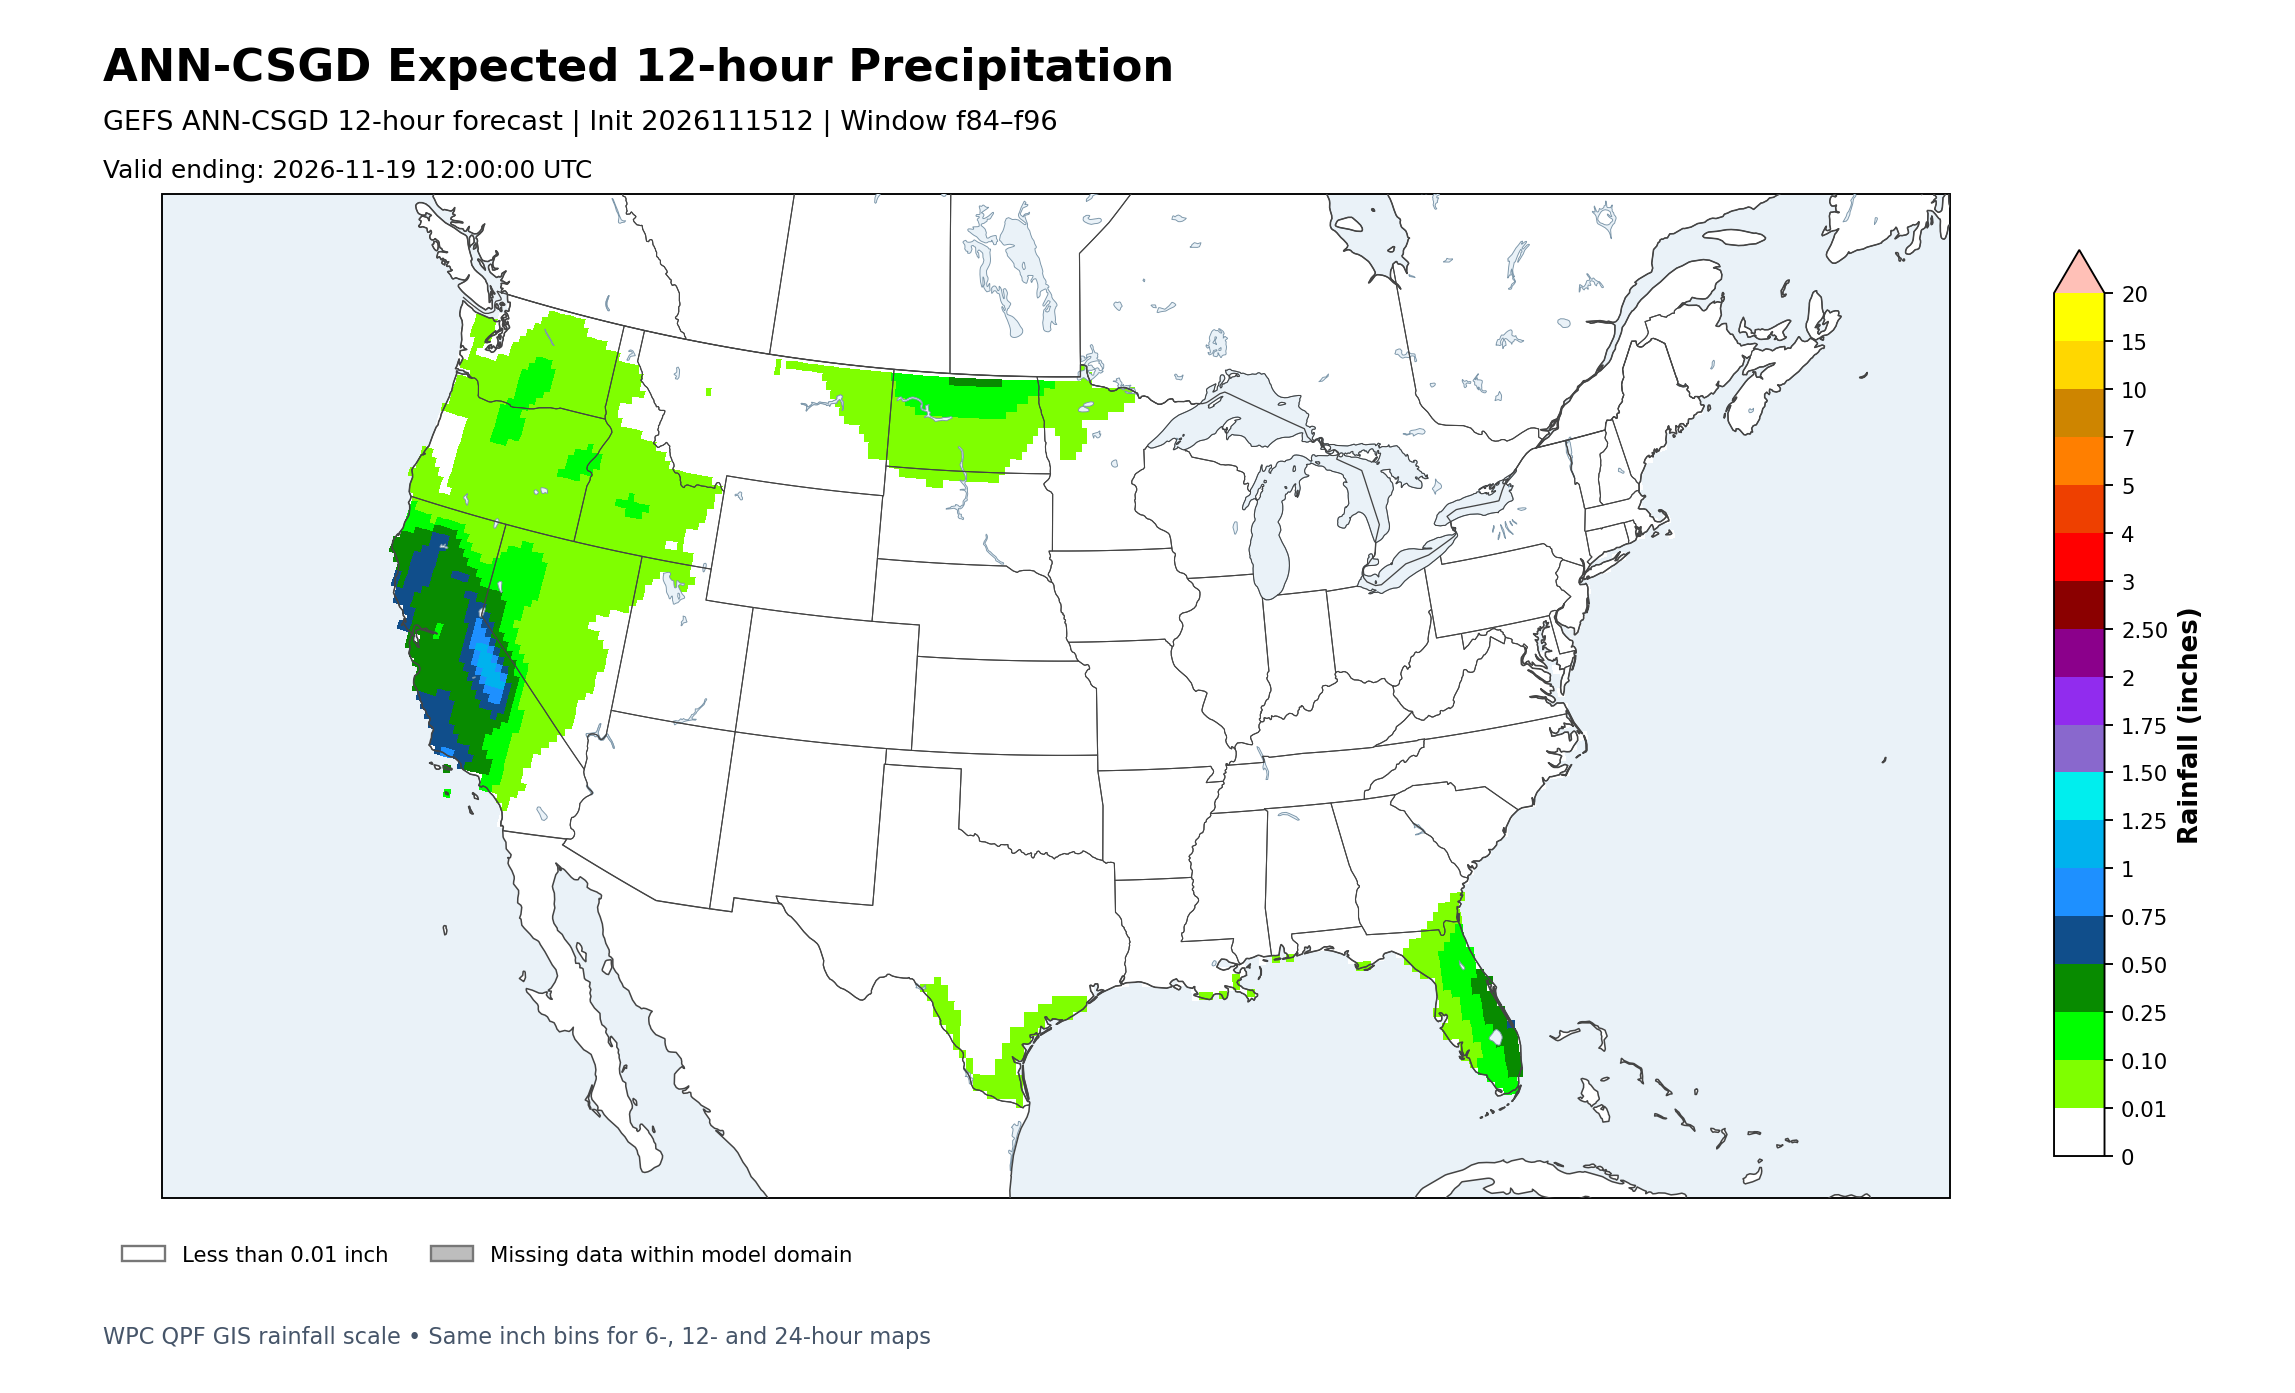 ANN-CSGD Expected 12-hour Precipitation
GEFS ANN-CSGD 12-hour forecast | Init 2026111512 | Window f84–f96
Valid ending: 2026-11-19 12:00:00 UTC
20
15
10
7
5
4
3
2.50
2
1.75
1.50
1.25
1
0.75
0.50
0.25
0.10
0.01
0
Rainfall (inches)
Less than 0.01 inch
Missing data within model domain
WPC QPF GIS rainfall scale • Same inch bins for 6-, 12- and 24-hour maps